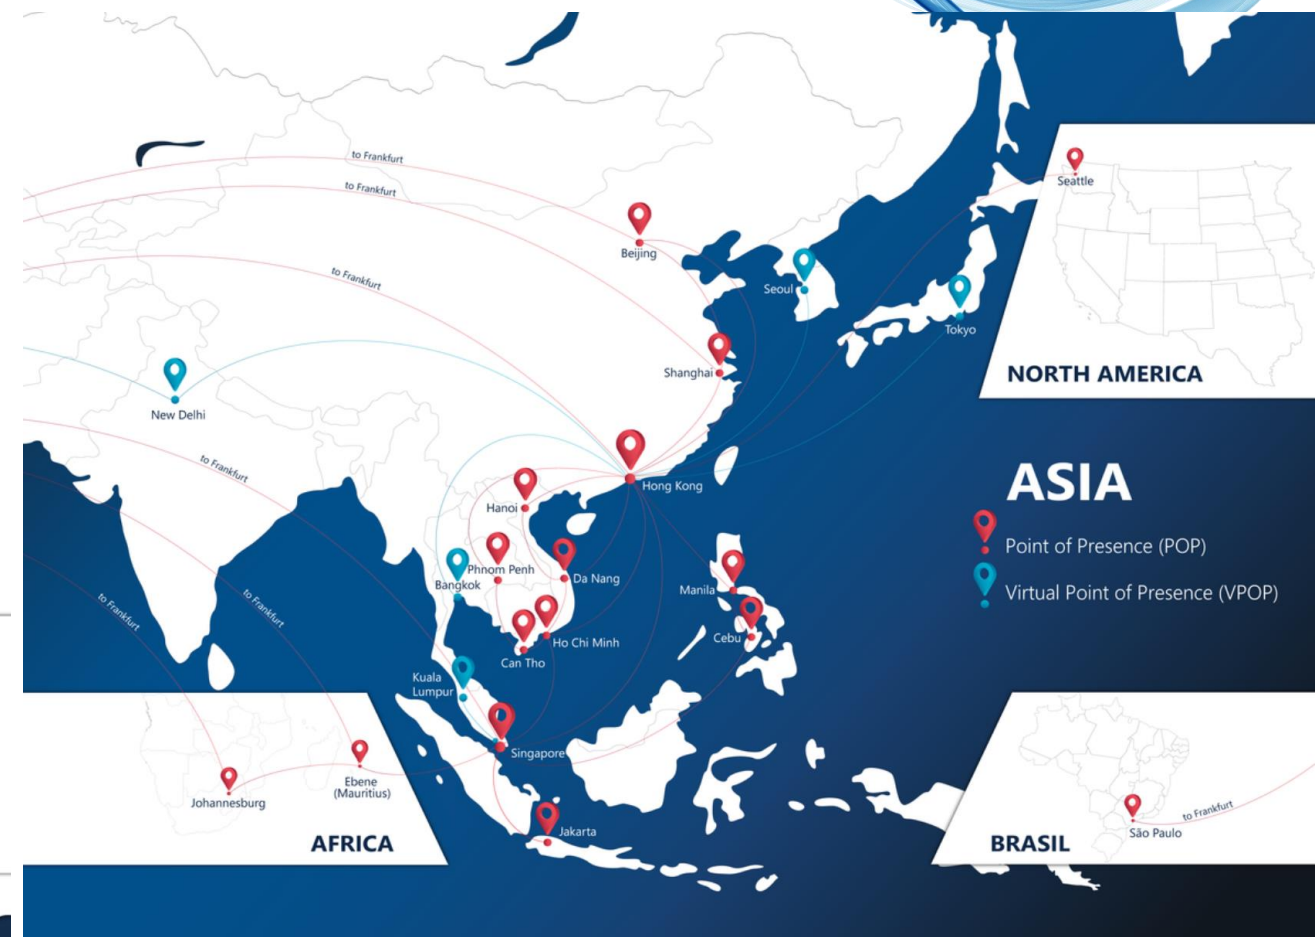 to Frankfurt
to Frankfurt
to Frankfurt
Beijing
Seoul
Tokyo
Shanghai
New Delhi
to Frankfurt
Hong Kong
Hanoi
Phnom Penh
Bangkok
Da Nang
Manila
Cebu
Ho Chi Minh
Can Tho
Kuala
Lumpur
Singapore
Jakarta
to Frankfurt
to Frankfurt
Seattle
NORTH AMERICA
ASIA
Point of Presence (POP)
Virtual Point of Presence (VPOP)
Johannesburg
Ebene
(Mauritius)
AFRICA
to Frankfurt
São Paulo
BRASIL